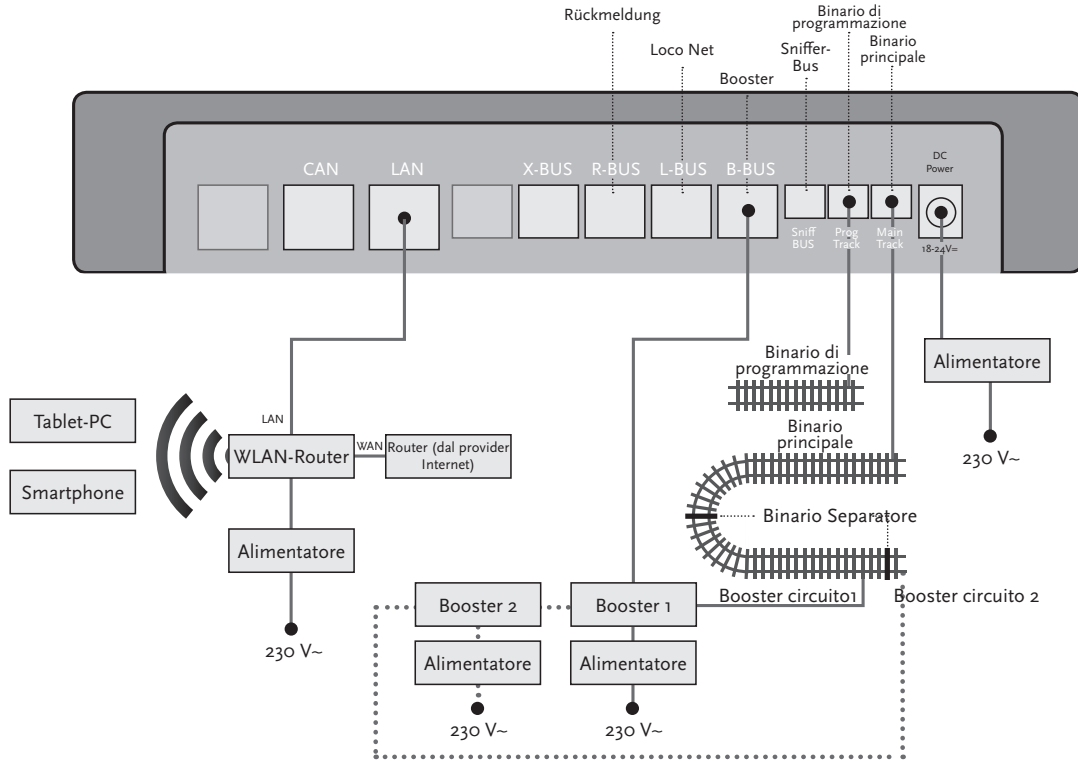 Rückmeldung
Binario di
programmazione
Loco Net
Sniffer-
Bus
Binario
principale
Booster
CAN
LAN
X-BUS
R-BUS
L-BUS
B-BUS
DC
Power
Sniff
BUS
Prog
Track
Main
Track
18-24V=
Binario di
programmazione
Alimentatore
Tablet-PC
LAN
Binario
principale
WLAN-Router
WAN
Router (dal provider
Internet)
230 V~
Smartphone
Binario Separatore
Alimentatore
Booster 2
Booster 1
Booster circuito1
Booster circuito 2
230 V~
Alimentatore
Alimentatore
230 V~
230 V~